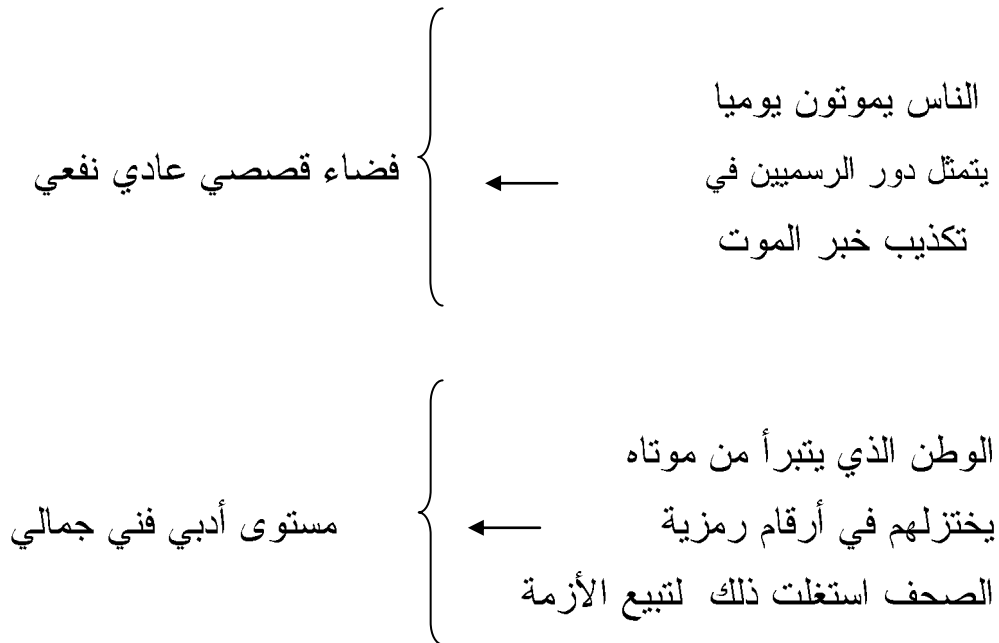 الناس يموتون يوميا
يتمثل دور الرسميين في
تكذيب خبر الموت
فضاء قصصي عادي نفعي
الوطن الذي يتبرأ من موتاه
يختزلهم في أرقام رمزية
الصحف استغلت ذلك لتبيع الأزمة
مستوى أدبي فني جمالي